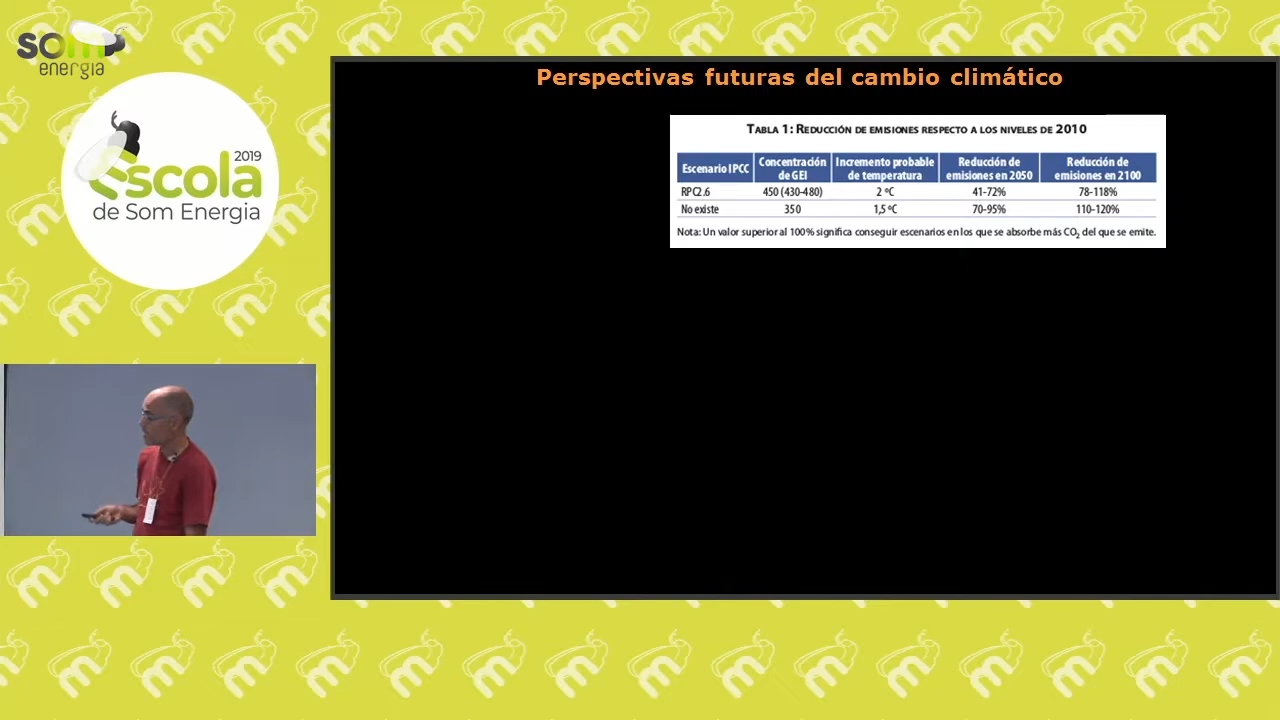 som
energia
2019
Escola
de Som Energia
Perspectivas futuras del cambio climático
TABLA 1: REDUCCIÓN DE EMISIONES RESPECTO A LOS NIVELES DE 2010
Escenario IPCC Concentración de GEI Incremento probable de temperatura Reducción de emisiones en 2050 Reducción de emisiones en 2100
RPC2.6 450 (430-480) 2 ºC 41-72% 78-118%
No existe 350 1,5 ºC 70-95% 110-120%
Nota: Un valor superior al 100% significa conseguir escenarios en los que se absorbe más CO₂ del que se emite.